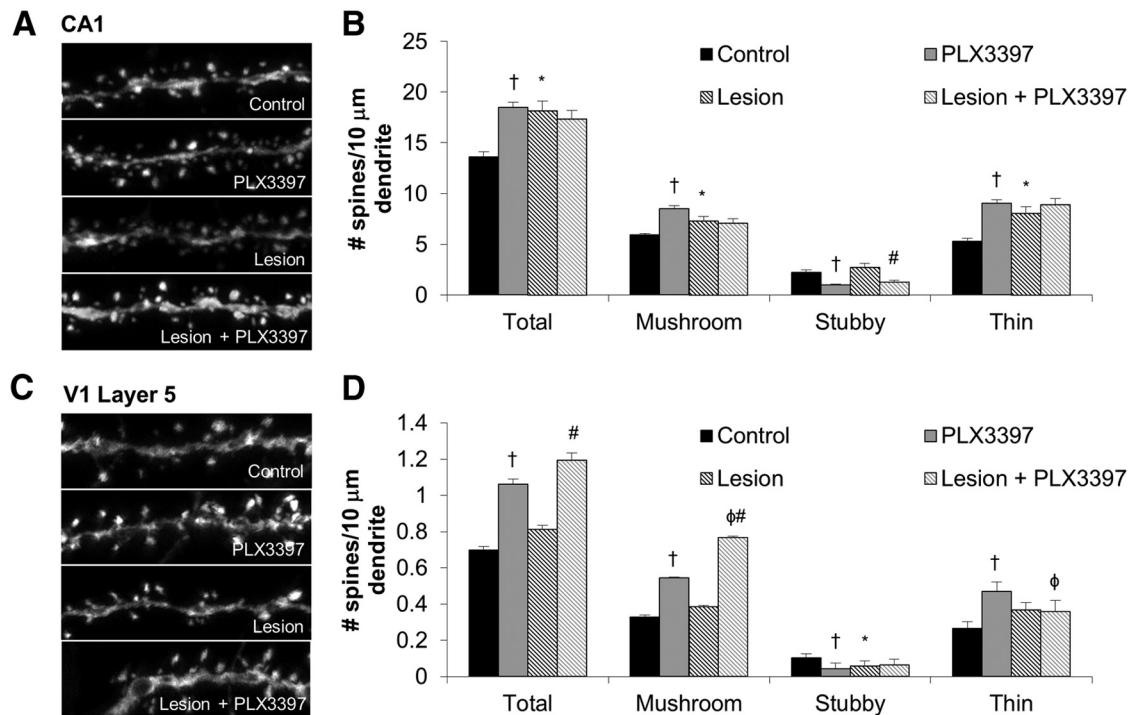 A
CA1
Control
PLX3397
Lesion
Lesion + PLX3397
B
# spines/10 μm
dendrite
25
20
15
10
5
0
Control
PLX3397
Lesion
Lesion + PLX3397
† *
† *
† #
† *
Total Mushroom Stubby Thin
C
V1 Layer 5
Control
PLX3397
Lesion
Lesion + PLX3397
D
# spines/10 μm
dendrite
1.4
1.2
1
0.8
0.6
0.4
0.2
0
Control
PLX3397
Lesion
Lesion + PLX3397
† #
† ϕ#
† *
† ϕ
Total Mushroom Stubby Thin